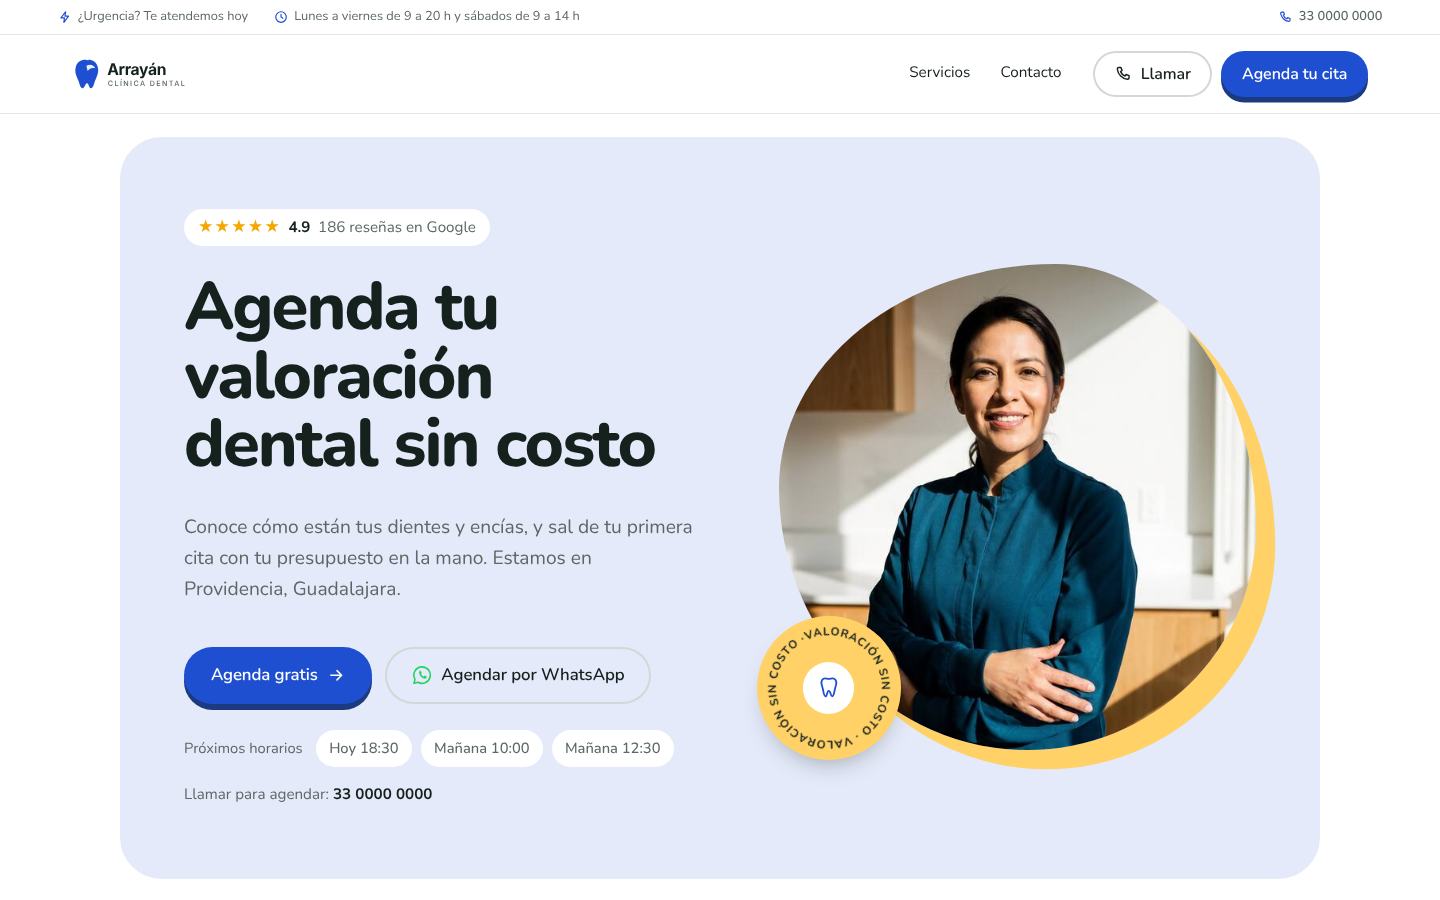 ¿Urgencia? Te atendemos hoy
Lunes a viernes de 9 a 20 h y sábados de 9 a 14 h
33 0000 0000
Arrayán
CLÍNICA DENTAL
Servicios
Contacto
Llamar
Agenda tu cita
★★★★★ 4.9 186 reseñas en Google
Agenda tu
valoración
dental sin costo
Conoce cómo están tus dientes y encías, y sal de tu primera
cita con tu presupuesto en la mano. Estamos en
Providencia, Guadalajara.
Agenda gratis →
Agendar por WhatsApp
Próximos horarios
Hoy 18:30
Mañana 10:00
Mañana 12:30
Llamar para agendar: 33 0000 0000
VALORACIÓN SIN COSTO · VALORACIÓN SIN COSTO ·